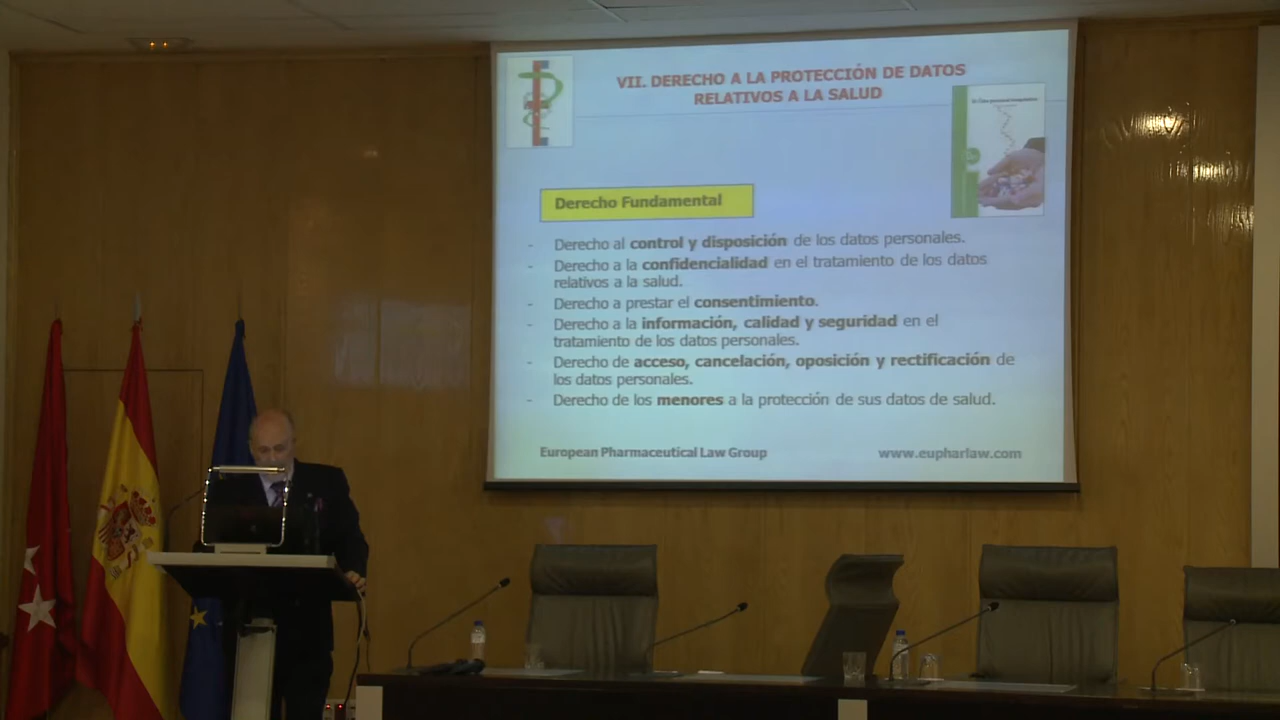 VII. DERECHO A LA PROTECCIÓN DE DATOS
RELATIVOS A LA SALUD
Derecho Fundamental
- Derecho al control y disposición de los datos personales.
- Derecho a la confidencialidad en el tratamiento de los datos
relativos a la salud.
- Derecho a prestar el consentimiento.
- Derecho a la información, calidad y seguridad en el
tratamiento de los datos personales.
- Derecho de acceso, cancelación, oposición y rectificación de
los datos personales.
- Derecho de los menores a la protección de sus datos de salud.
European Pharmaceutical Law Group
www.eupharlaw.com